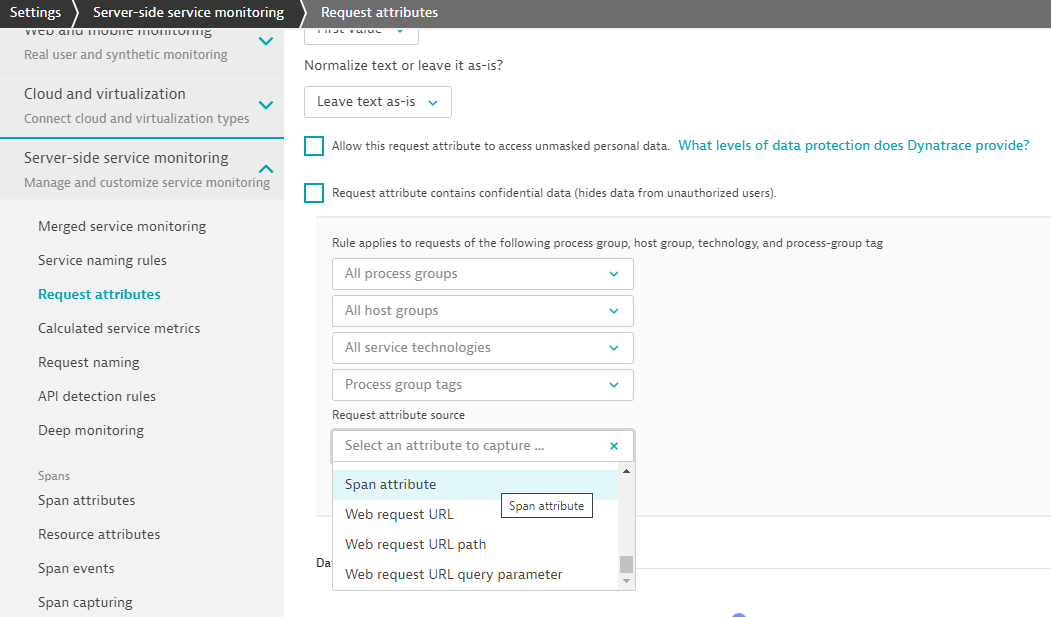 Settings
Server-side service monitoring
Request attributes
Web and mobile monitoring
Real user and synthetic monitoring
Cloud and virtualization
Connect cloud and virtualization types
Server-side service monitoring
Manage and customize service monitoring
Merged service monitoring
Service naming rules
Request attributes
Calculated service metrics
Request naming
API detection rules
Deep monitoring
Spans
Span attributes
Resource attributes
Span events
Span capturing
First value
Normalize text or leave it as-is?
Leave text as-is
Allow this request attribute to access unmasked personal data. What levels of data protection does Dynatrace provide?
Request attribute contains confidential data (hides data from unauthorized users).
Rule applies to requests of the following process group, host group, technology, and process-group tag
All process groups
All host groups
All service technologies
Process group tags
Request attribute source
Select an attribute to capture ...
Span attribute
Span attribute
Web request URL
Web request URL path
Web request URL query parameter